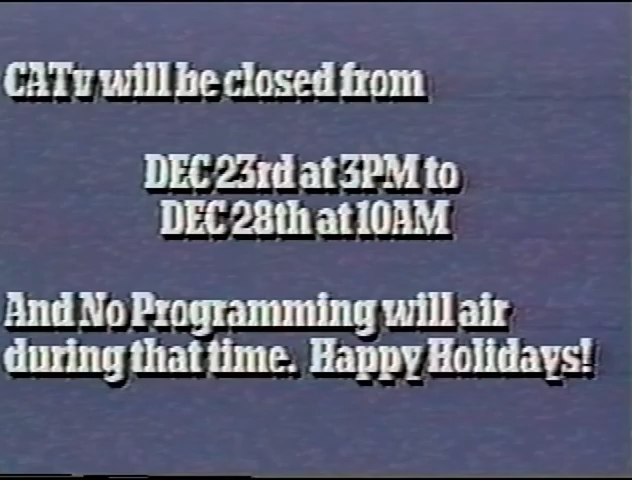 CATv will be closed from
DEC 23rd at 3PM to
DEC 28th at 10AM
And No Programming will air
during that time. Happy Holidays!